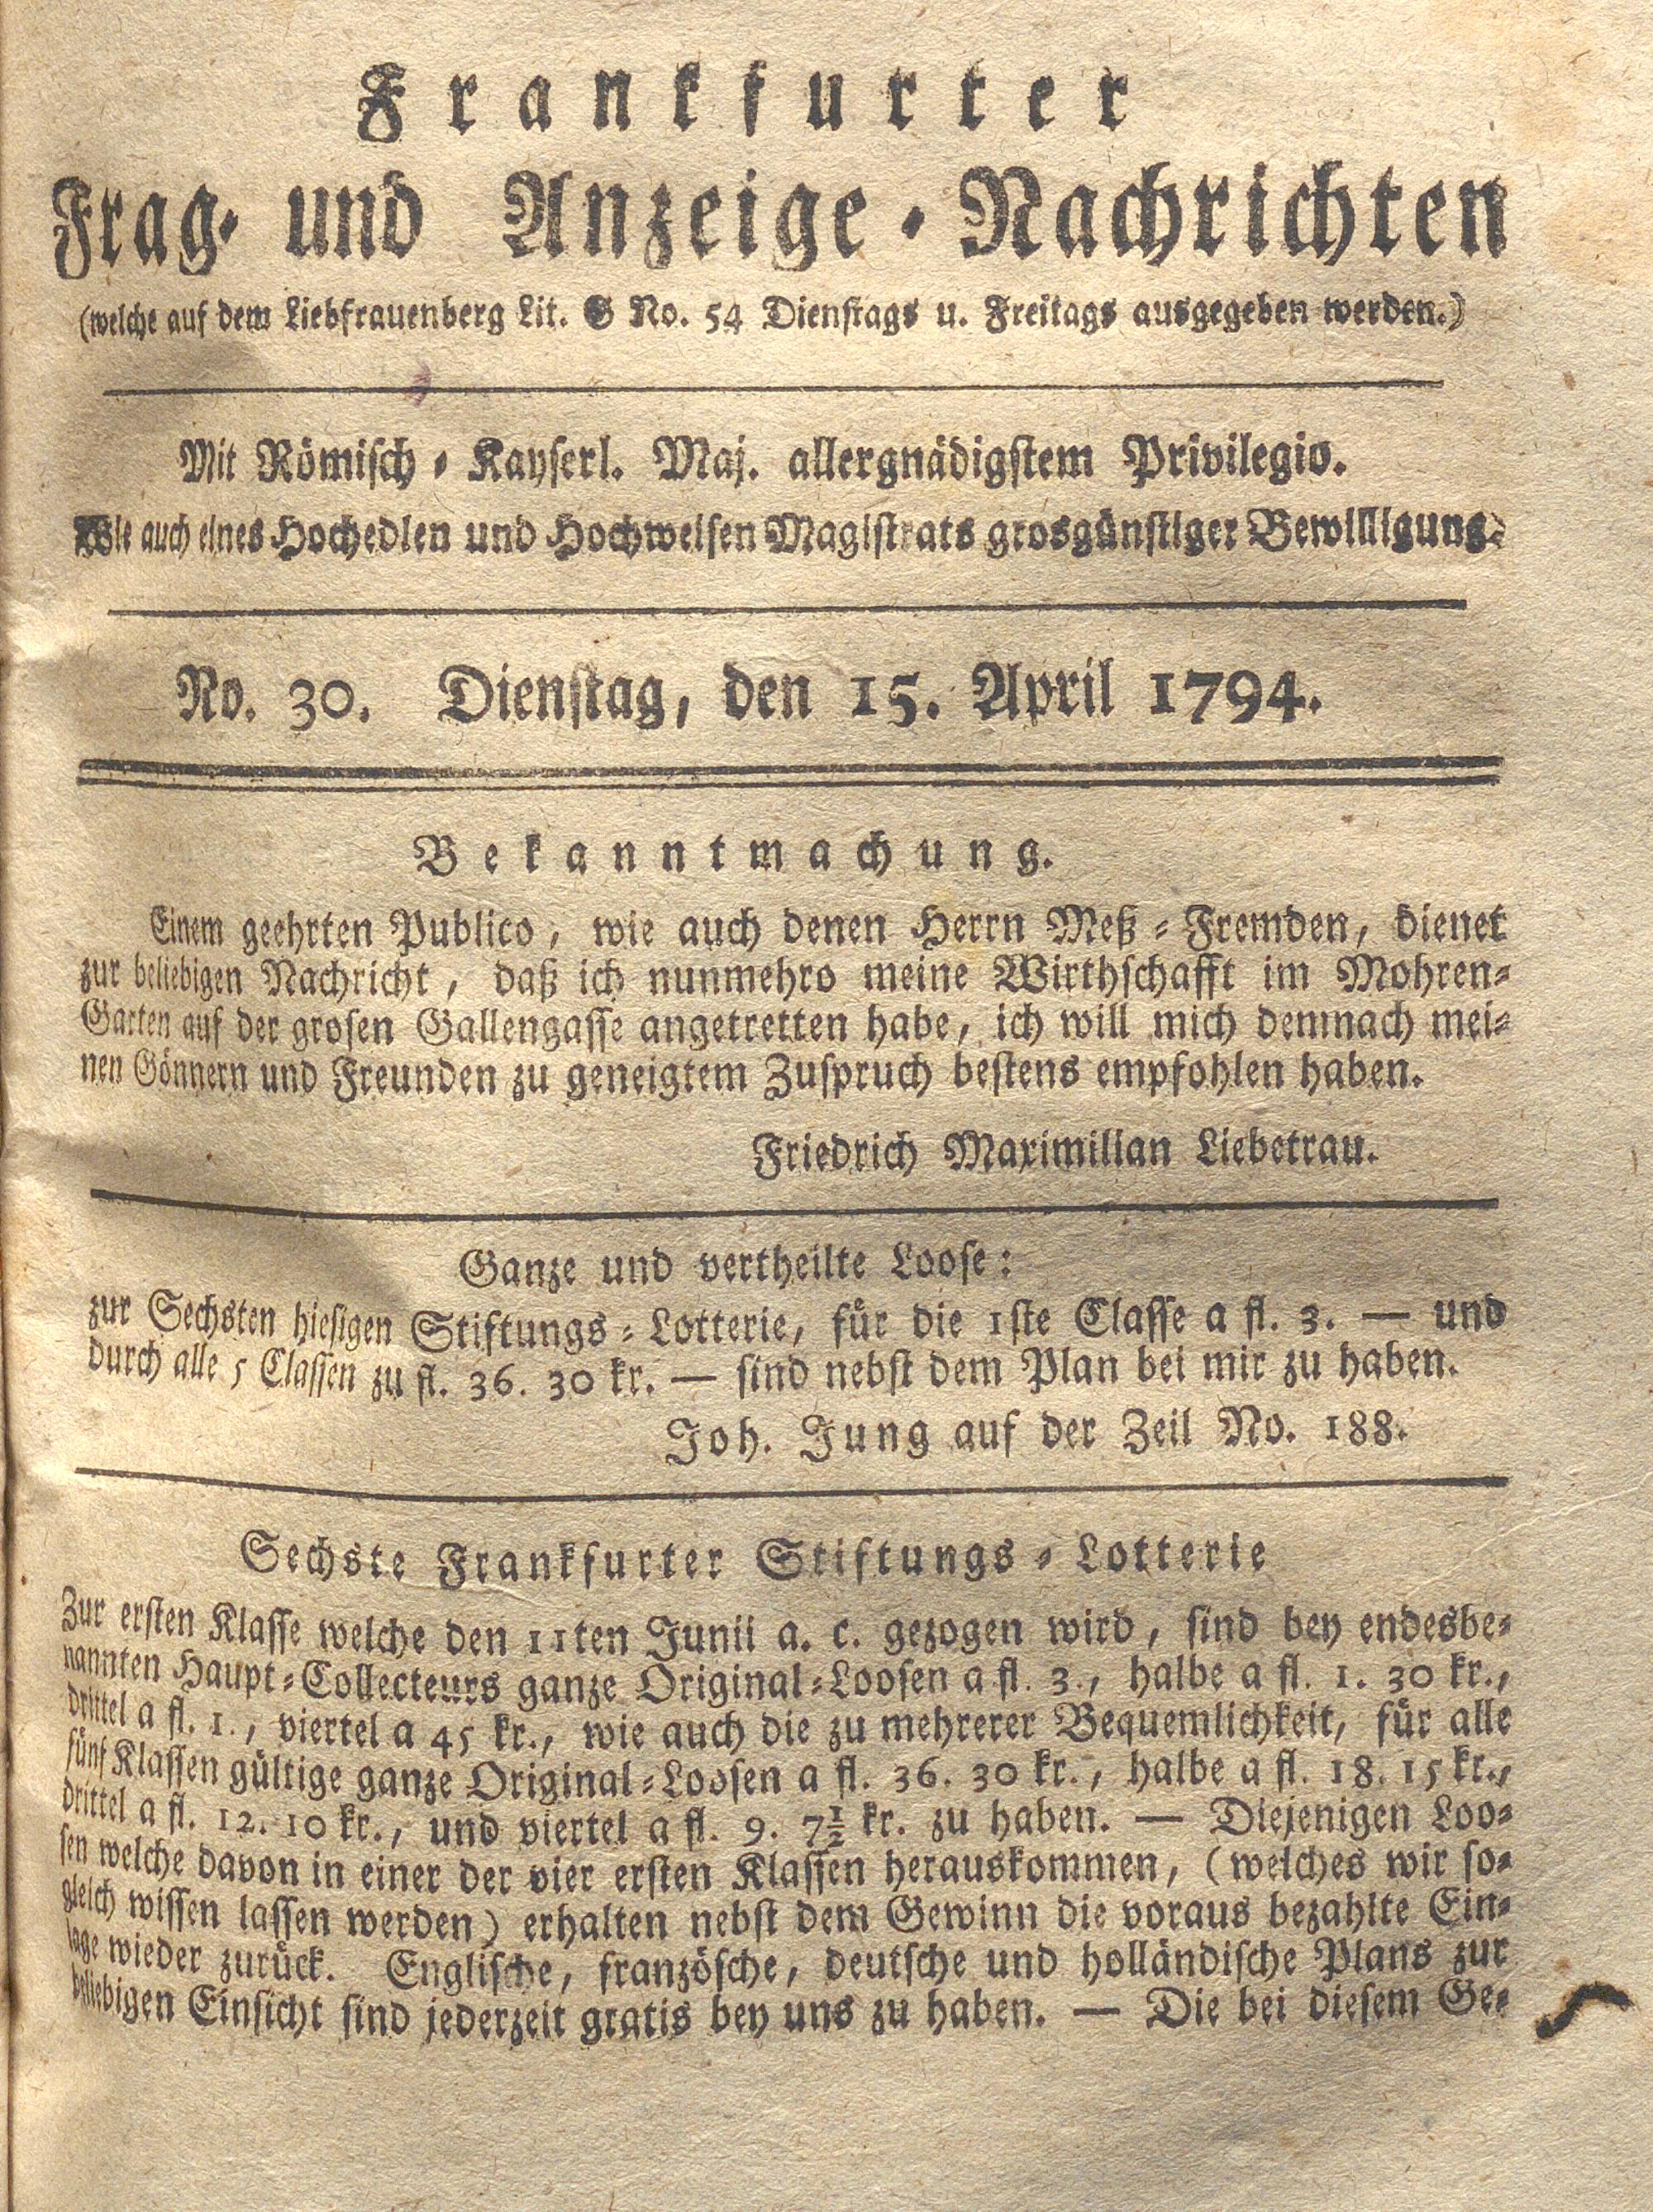 Frankfurter
Frag- und Anzeige-Nachrichten
(welche auf dem Liebfrauenberg Lit. G No. 54 Dienstags u. Freitags ausgegeben werden.)
Mit Römisch-Kayserl. Maj. allergnädigstem Privilegio.
Wie auch eines Hochedlen und Hochweisen Magistrats grosgünstiger Bewilligung.
No. 30. Dienstag, den 15. April 1794.
Bekanntmachung.
Einem geehrten Publico, wie auch denen Herrn Meß-Fremden, dienet
zur beliebigen Nachricht, daß ich nunmehro meine Wirthschafft im Mohren-
Garten auf der grosen Gallengasse angetretten habe, ich will mich demnach mei-
nen Gönnern und Freunden zu geneigtem Zuspruch bestens empfohlen haben.
Friedrich Maximilian Liebetrau.
Ganze und vertheilte Loose:
zur Sechsten hiesigen Stiftungs-Lotterie, für die 1ste Classe a fl. 3. — und
durch alle 5 Classen zu fl. 36. 30 kr. — sind nebst dem Plan bei mir zu haben.
Joh. Jung auf der Zeil No. 188.
Sechste Frankfurter Stiftungs-Lotterie
Zur ersten Klasse welche den 11ten Junii a. c. gezogen wird, sind bey endesbe-
nannten Haupt-Collecteurs ganze Original-Loosen a fl. 3., halbe a fl. 1. 30 kr.,
drittel a fl. 1., viertel a 45 kr., wie auch die zu mehrerer Bequemlichkeit, für alle
fünf Klassen gültige ganze Original-Loosen a fl. 36. 30 kr., halbe a fl. 18. 15 kr.,
drittel a fl. 12. 10 kr., und viertel a fl. 9. 7½ kr. zu haben. — Diejenigen Loo-
sen welche davon in einer der vier ersten Klassen herauskommen, (welches wir so-
gleich wissen lassen werden) erhalten nebst dem Gewinn die voraus bezahlte Ein-
lage wieder zurück. Englische, französche, deutsche und holländische Plans zur
beliebigen Einsicht sind jederzeit gratis bey uns zu haben. — Die bei diesem Ge-